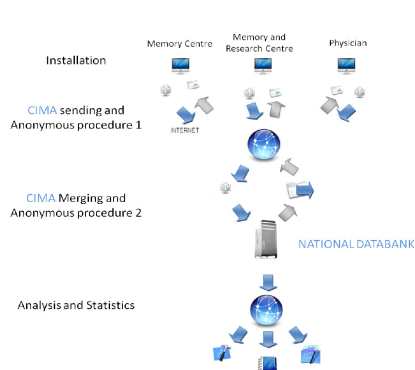 Memory Centre
Memory and
Research Centre
Physician
Installation
CIMA sending and
Anonymous procedure 1
INTERNET
CIMA Merging and
Anonymous procedure 2
NATIONAL DATABANK
Analysis and Statistics